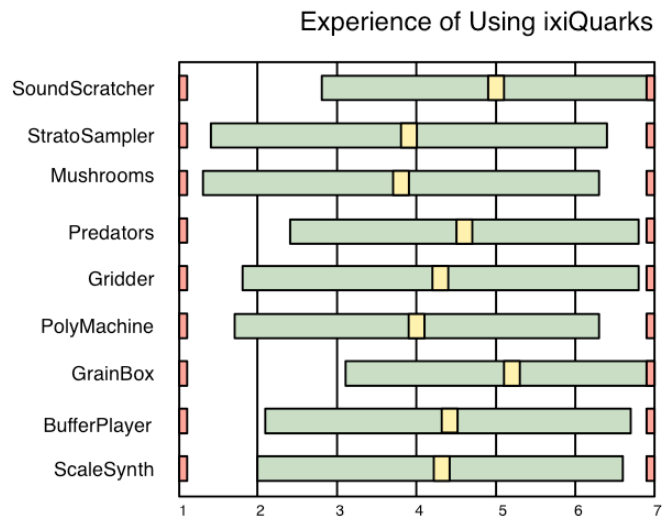 Experience of Using ixiQuarks
SoundScratcher
StratoSampler
Mushrooms
Predators
Gridder
PolyMachine
GrainBox
BufferPlayer
ScaleSynth
1 2 3 4 5 6 7